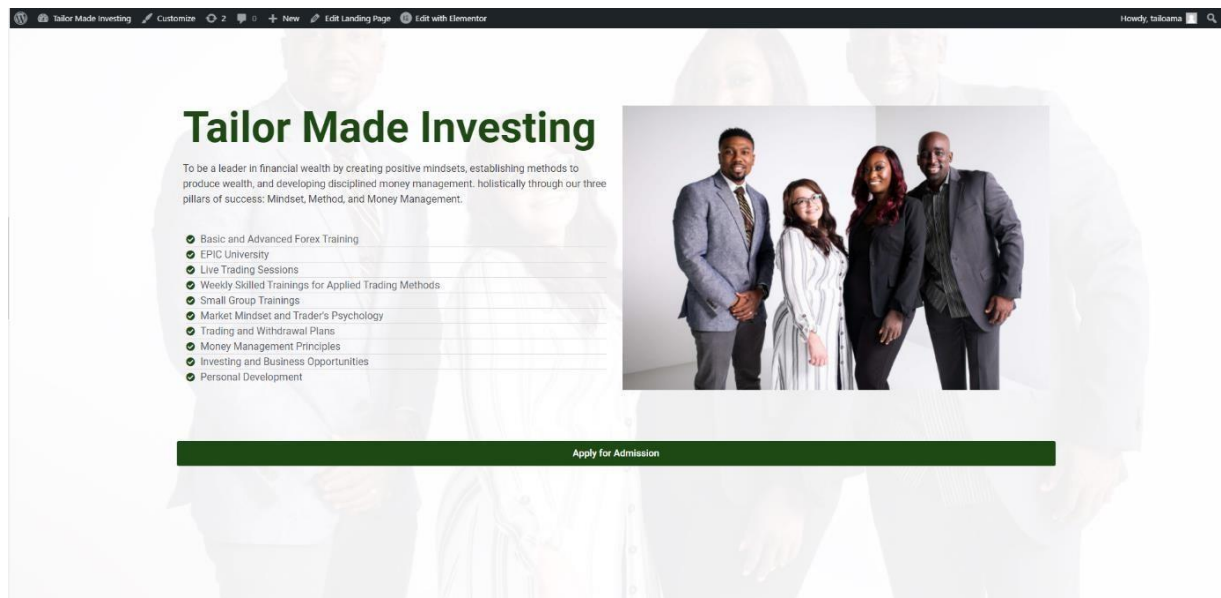 Tailor Made Investing Customize 2 0 New Edit Landing Page Edit with Elementor Howdy, tailoama
Tailor Made Investing
To be a leader in financial wealth by creating positive mindsets, establishing methods to
produce wealth, and developing disciplined money management. holistically through our three
pillars of success: Mindset, Method, and Money Management.
Basic and Advanced Forex Training
EPIC University
Live Trading Sessions
Weekly Skilled Trainings for Applied Trading Methods
Small Group Trainings
Market Mindset and Trader's Psychology
Trading and Withdrawal Plans
Money Management Principles
Investing and Business Opportunities
Personal Development
Apply for Admission